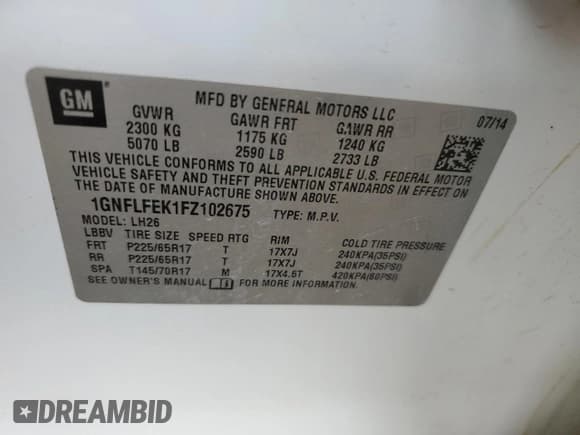 GM
MFD BY GENERAL MOTORS LLC
07/14
GVWR GAWR FRT GAWR RR
2300 KG 1175 KG 1240 KG
5070 LB 2590 LB 2733 LB
THIS VEHICLE CONFORMS TO ALL APPLICABLE U.S. FEDERAL MOTOR
VEHICLE SAFETY AND THEFT PREVENTION STANDARDS IN EFFECT ON
THE DATE OF MANUFACTURE SHOWN ABOVE.
1GNFLFEK1FZ102675 TYPE: M.P.V.
MODEL: LH26
LBBV TIRE SIZE SPEED RTG RIM COLD TIRE PRESSURE
FRT P225/65R17 T 17X7J 240KPA(35PSI)
RR P225/65R17 T 17X7J 240KPA(35PSI)
SPA T145/70R17 M 17X4.5T 420KPA(60PSI)
SEE OWNER'S MANUAL FOR MORE INFORMATION.
DREAMBID
DREAMBID